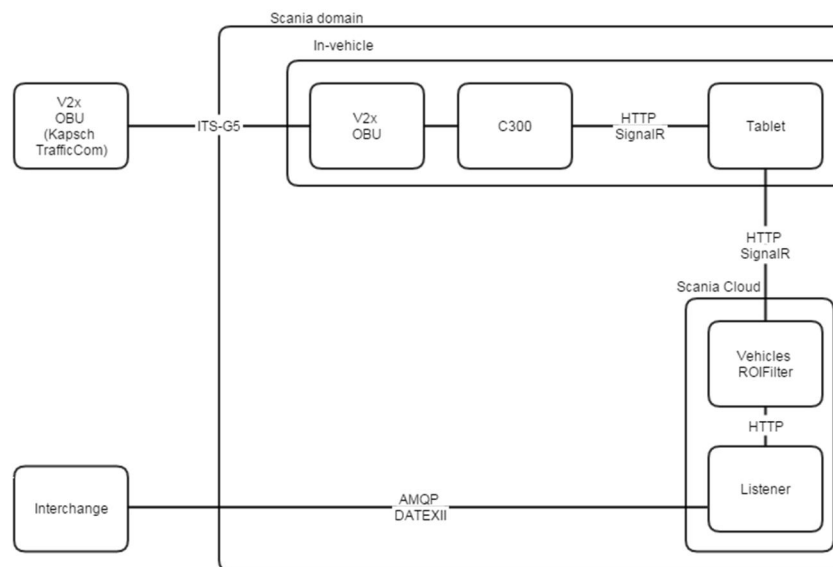 Scania domain
In-vehicle
V2x
OBU
(Kapsch
TrafficCom)
ITS-G5
V2x
OBU
C300
HTTP
SignalR
Tablet
HTTP
SignalR
Scania Cloud
Vehicles
ROIFilter
HTTP
Interchange
AMQP
DATEXII
Listener